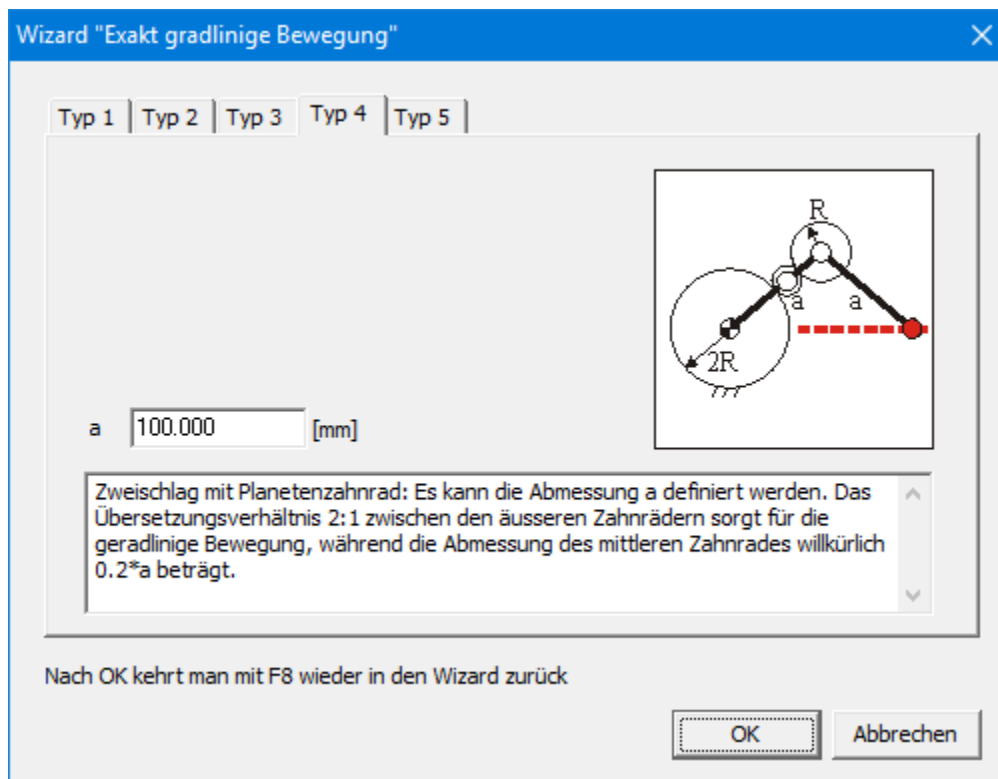 Wizard "Exakt gradlinige Bewegung"
Typ 1 Typ 2 Typ 3 Typ 4 Typ 5
R
a a
2R
a 100.000 [mm]
Zweischlag mit Planetenzahnrad: Es kann die Abmessung a definiert werden. Das
Übersetzungsverhältnis 2:1 zwischen den äusseren Zahnrädern sorgt für die
geradlinige Bewegung, während die Abmessung des mittleren Zahnrades willkürlich
0.2*a beträgt.
Nach OK kehrt man mit F8 wieder in den Wizard zurück
OK Abbrechen